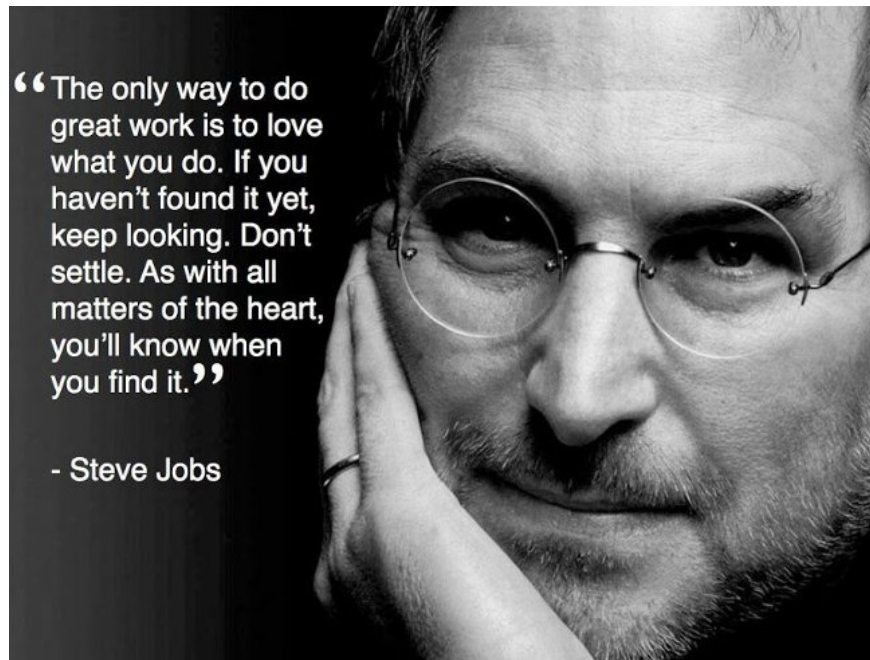 “The only way to do
great work is to love
what you do. If you
haven’t found it yet,
keep looking. Don’t
settle. As with all
matters of the heart,
you’ll know when
you find it.”
- Steve Jobs